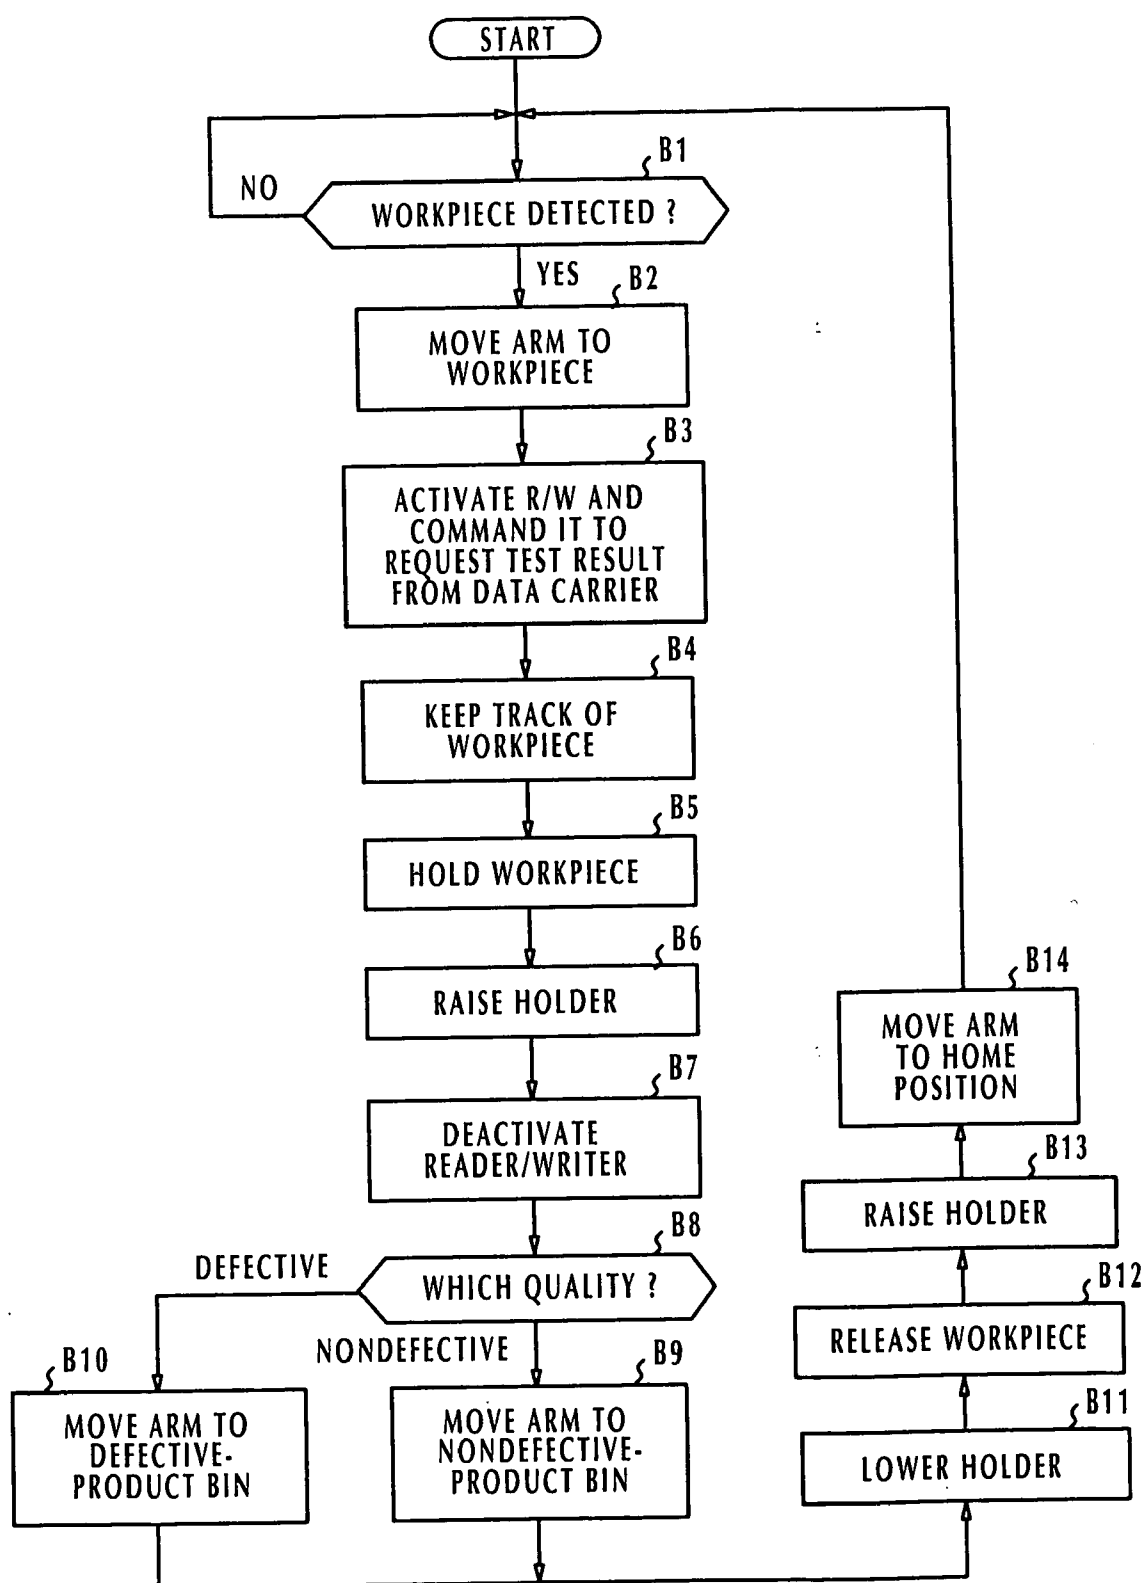 START
B1
NO
WORKPIECE DETECTED ?
YES
B2
MOVE ARM TO
WORKPIECE
B3
ACTIVATE R/W AND
COMMAND IT TO
REQUEST TEST RESULT
FROM DATA CARRIER
B4
KEEP TRACK OF
WORKPIECE
B5
HOLD WORKPIECE
B6
RAISE HOLDER
B7
DEACTIVATE
READER/WRITER
B8
DEFECTIVE
WHICH QUALITY ?
NONDEFECTIVE
B10
MOVE ARM TO
DEFECTIVE-
PRODUCT BIN
B9
MOVE ARM TO
NONDEFECTIVE-
PRODUCT BIN
B11
LOWER HOLDER
B12
RELEASE WORKPIECE
B13
RAISE HOLDER
B14
MOVE ARM
TO HOME
POSITION